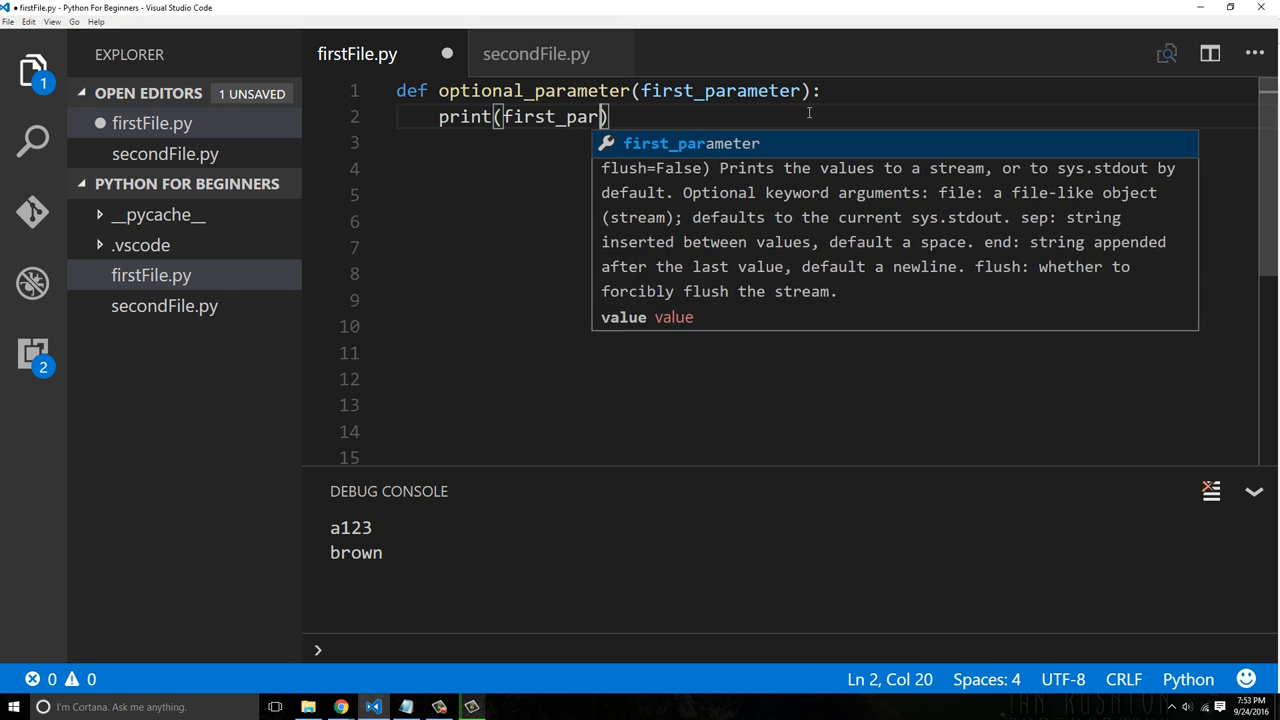 ● firstFile.py - Python For Beginners - Visual Studio Code
File Edit View Go Help
EXPLORER
OPEN EDITORS 1 UNSAVED
firstFile.py
secondFile.py
PYTHON FOR BEGINNERS
__pycache__
.vscode
firstFile.py
secondFile.py
1
2
firstFile.py secondFile.py
1 def optional_parameter(first_parameter):
2 print(first_par)
3
4
5
6
7
8
9
10
11
12
13
14
15
first_parameter
flush=False) Prints the values to a stream, or to sys.stdout by
default. Optional keyword arguments: file: a file-like object
(stream); defaults to the current sys.stdout. sep: string
inserted between values, default a space. end: string appended
after the last value, default a newline. flush: whether to
forcibly flush the stream.
value value
DEBUG CONSOLE
a123
brown
0 0 Ln 2, Col 20 Spaces: 4 UTF-8 CRLF Python
I'm Cortana. Ask me anything.
7:53 PM
9/24/2016